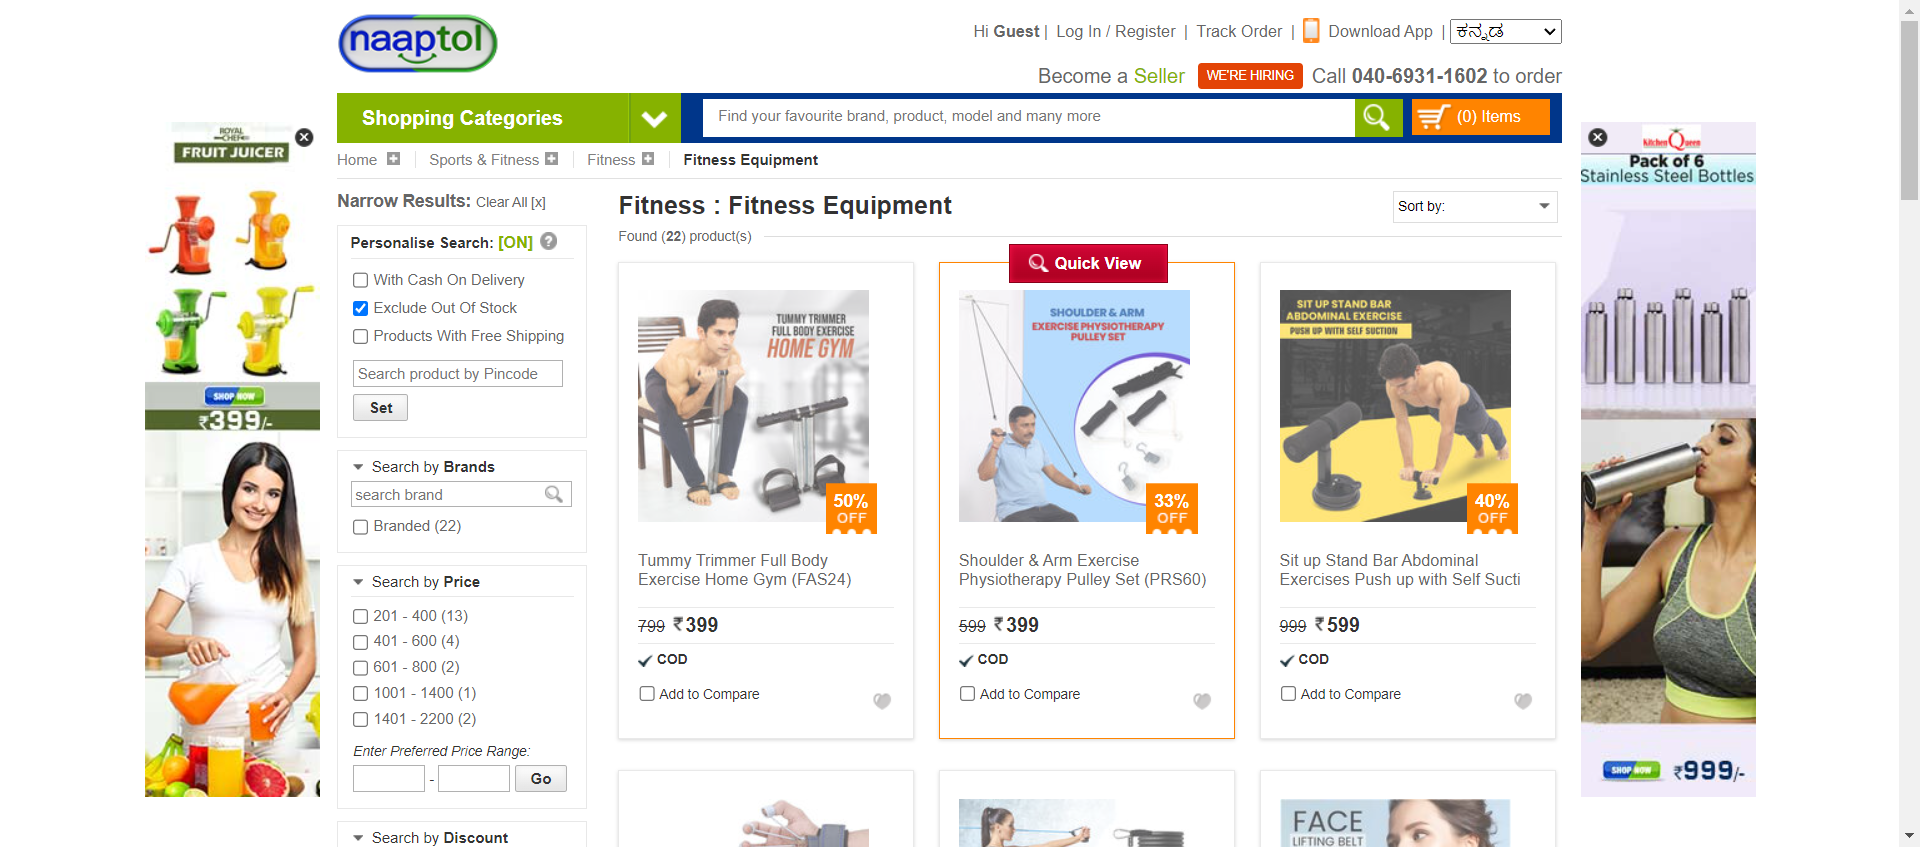 naaptol
Hi Guest | Log In / Register | Track Order | Download App | ಕನ್ನಡ
Become a Seller WE'RE HIRING Call 040-6931-1602 to order
Shopping Categories
Find your favourite brand, product, model and many more
(0) Items
Home Sports & Fitness Fitness Fitness Equipment
ROYAL
CHEF
FRUIT JUICER
SHOP NOW
₹399/-
Narrow Results: Clear All [x]
Personalise Search: [ON] ?
With Cash On Delivery
Exclude Out Of Stock
Products With Free Shipping
Search product by Pincode
Set
Search by Brands
search brand
Branded (22)
Search by Price
201 - 400 (13)
401 - 600 (4)
601 - 800 (2)
1001 - 1400 (1)
1401 - 2200 (2)
Enter Preferred Price Range:
- Go
Search by Discount
Fitness : Fitness Equipment
Sort by:
Found (22) product(s)
TUMMY TRIMMER
FULL BODY EXERCISE
HOME GYM
50%
OFF
Tummy Trimmer Full Body
Exercise Home Gym (FAS24)
799 ₹399
COD
Add to Compare
Quick View
SHOULDER & ARM
EXERCISE PHYSIOTHERAPY
PULLEY SET
33%
OFF
Shoulder & Arm Exercise
Physiotherapy Pulley Set (PRS60)
599 ₹399
COD
Add to Compare
SIT UP STAND BAR
ABDOMINAL EXERCISE
PUSH UP WITH SELF SUCTION
40%
OFF
Sit up Stand Bar Abdominal
Exercises Push up with Self Sucti
999 ₹599
COD
Add to Compare
FACE
LIFTING BELT
Kitchen Queen
Pack of 6
Stainless Steel Bottles
SHOP NOW
₹999/-